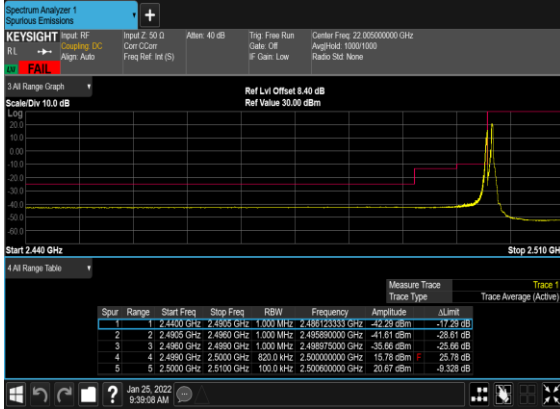 Spectrum Analyzer 1
Spurious Emissions
+
KEYSIGHT Input: RF Input Z: 50 Ω Atten: 40 dB Trig: Free Run Center Freq: 22.005000000 GHz
RL Coupling: DC Corr CCorr Gate: Off Avg|Hold: 1000/1000
Align: Auto Freq Ref: Int (S) IF Gain: Low Radio Std: None
FAIL
3 All Range Graph
Ref Lvl Offset 8.40 dB
Scale/Div 10.0 dB Ref Value 30.00 dBm
Log
20.0
10.0
0.00
-10.0
-20.0
-30.0
-40.0
-50.0
-60.0
Start 2.440 GHz Stop 2.510 GH
4 All Range Table
Measure Trace Trace 1
Trace Type Trace Average (Active)
Spur Range Start Freq Stop Freq RBW Frequency Amplitude ΔLimit
1 1 2.4400 GHz 2.4905 GHz 1.000 MHz 2.486123333 GHz -42.29 dBm -17.29 dB
2 2 2.4905 GHz 2.4960 GHz 1.000 MHz 2.495890000 GHz -41.61 dBm -28.61 dB
3 3 2.4960 GHz 2.4990 GHz 1.000 MHz 2.498975000 GHz -35.66 dBm -25.66 dB
4 4 2.4990 GHz 2.5000 GHz 820.0 kHz 2.500000000 GHz 15.78 dBm F 25.78 dB
5 5 2.5000 GHz 2.5100 GHz 100.0 kHz 2.500600000 GHz 20.67 dBm -9.328 dB
?
Jan 25, 2022
9:39:08 AM